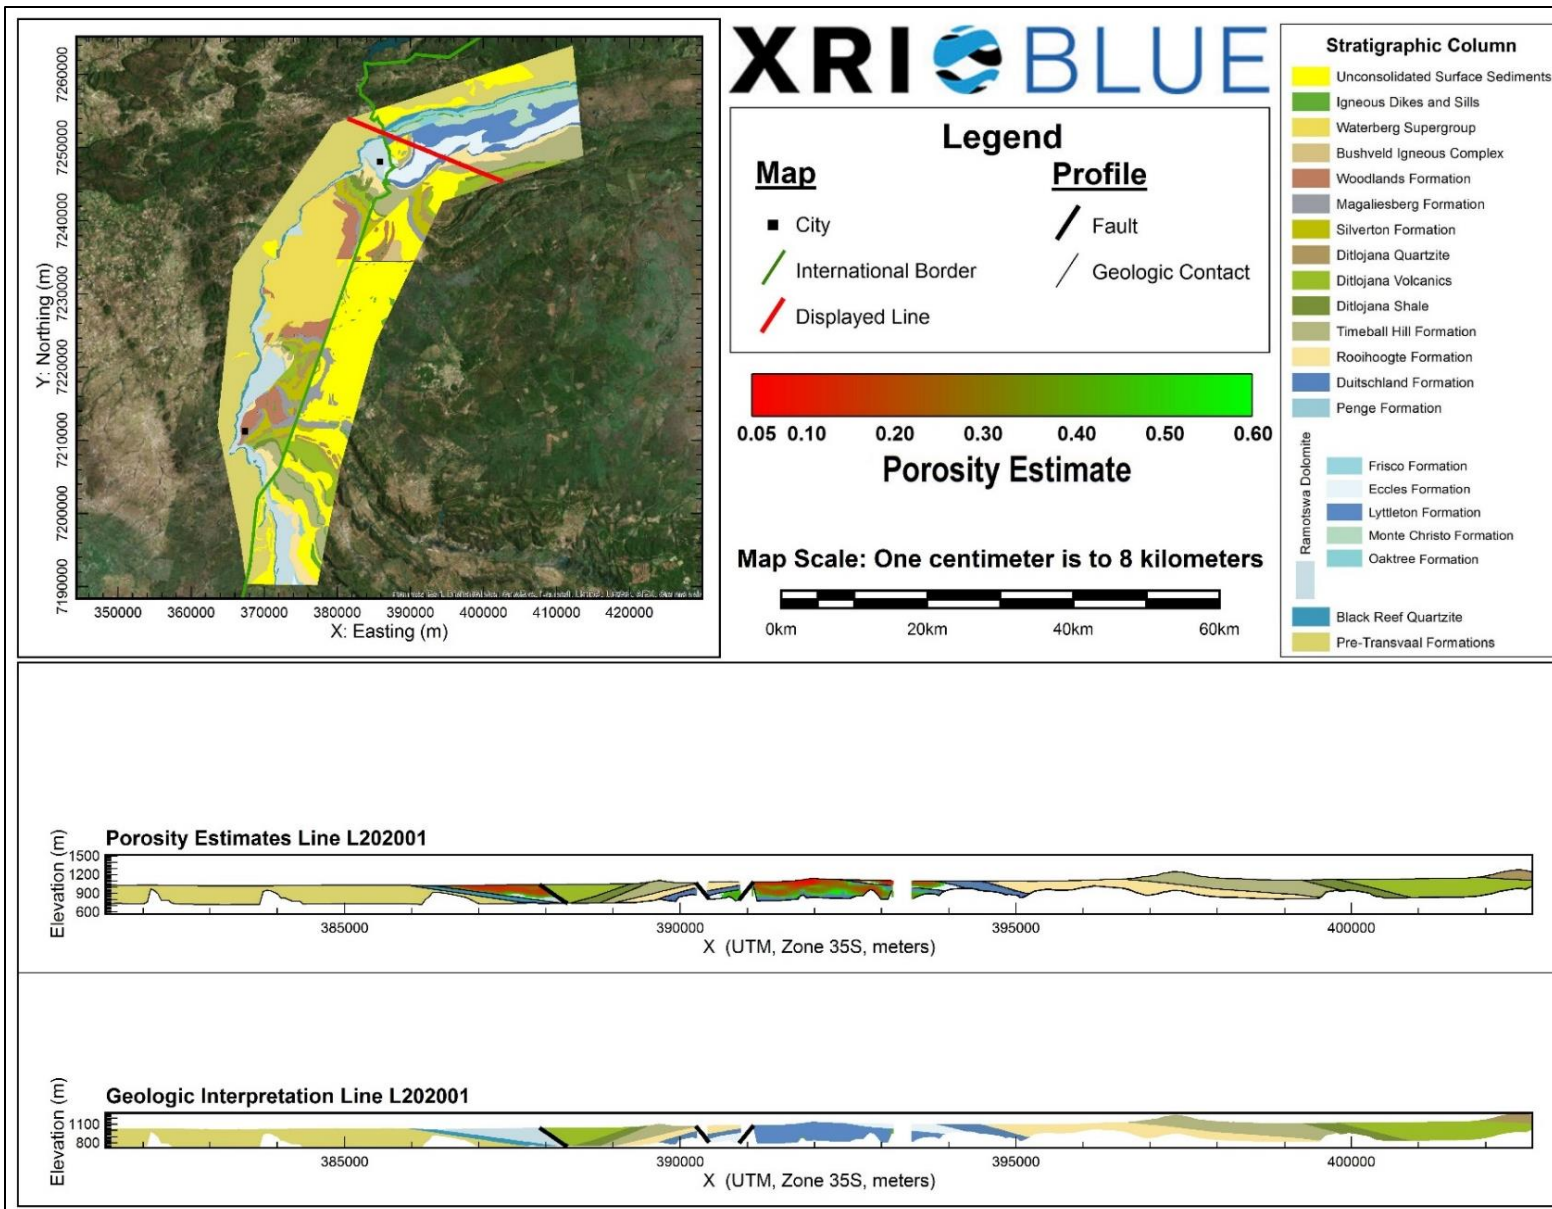 XRI BLUE
7260000
7250000
7240000
7230000
7220000
7210000
7200000
7190000
Y: Northing (m)
350000 360000 370000 380000 390000 400000 410000 420000
X: Easting (m)
Legend
Map
City
International Border
Displayed Line
Profile
Fault
Geologic Contact
0.05 0.10 0.20 0.30 0.40 0.50 0.60
Porosity Estimate
Map Scale: One centimeter is to 8 kilometers
0km 20km 40km 60km
Stratigraphic Column
Unconsolidated Surface Sediments
Igneous Dikes and Sills
Waterberg Supergroup
Bushveld Igneous Complex
Woodlands Formation
Magaliesberg Formation
Silverton Formation
Ditlojana Quartzite
Ditlojana Volcanics
Ditlojana Shale
Timeball Hill Formation
Rooihoogte Formation
Duitschland Formation
Penge Formation
Ramotswa Dolomite
Frisco Formation
Eccles Formation
Lyttleton Formation
Monte Christo Formation
Oaktree Formation
Black Reef Quartzite
Pre-Transvaal Formations
Porosity Estimates Line L202001
Elevation (m)
1500
1200
900
600
385000 390000 395000 400000
X (UTM, Zone 35S, meters)
Geologic Interpretation Line L202001
Elevation (m)
1100
800
385000 390000 395000 400000
X (UTM, Zone 35S, meters)